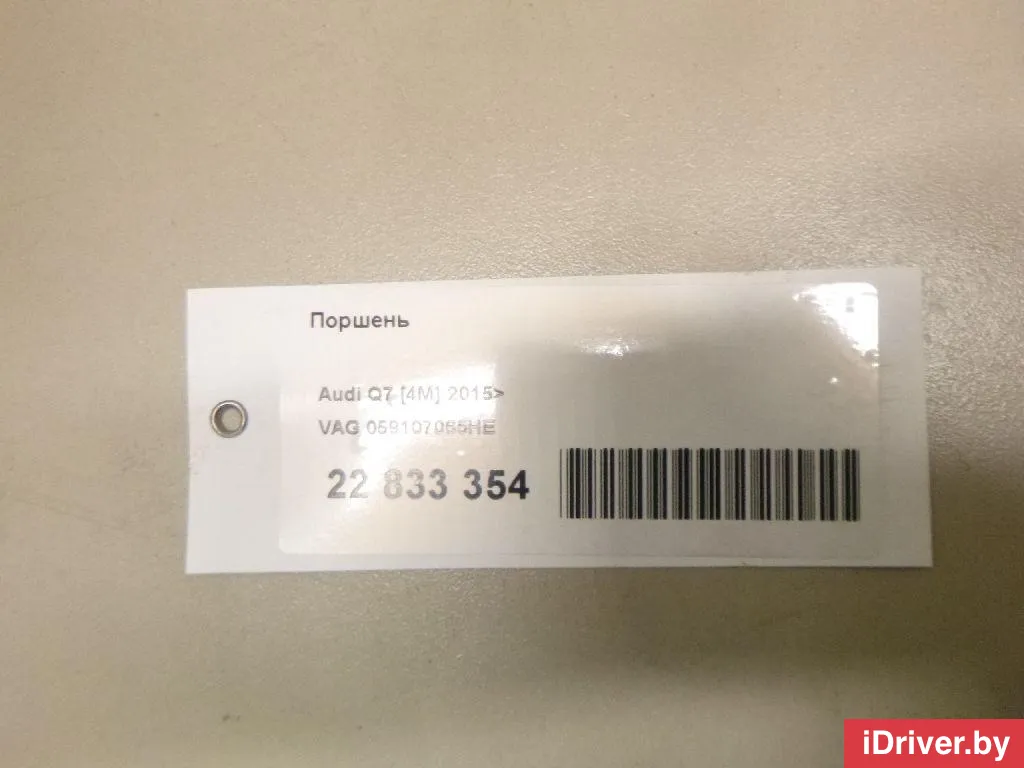 Поршень
Audi Q7 [4M] 2015>
VAG 059107065HE
22 833 354
iDriver.by